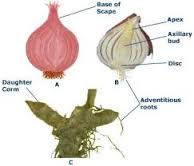 Base of
Scape
Apex
Axillary
bud
Disc
A
B
Daughter
Corm
Adventitious
roots
C